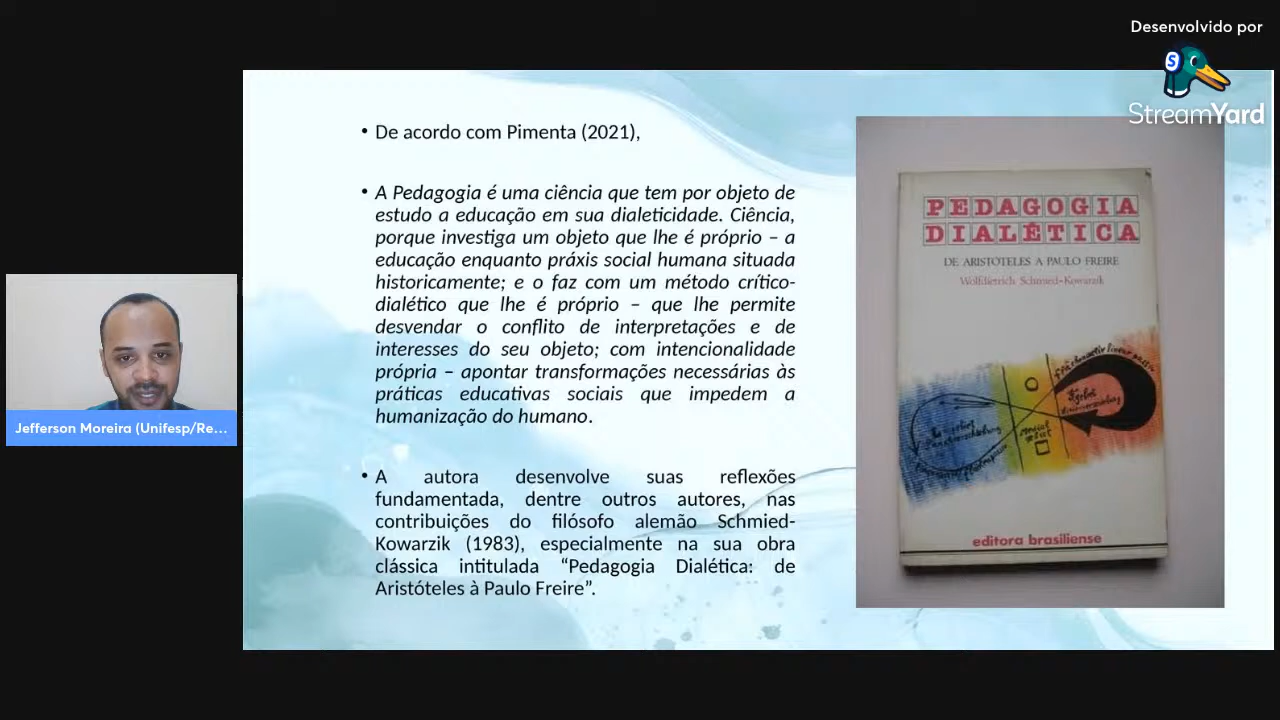 Desenvolvido por
StreamYard
• De acordo com Pimenta (2021),
• A Pedagogia é uma ciência que tem por objeto de
estudo a educação em sua dialeticidade. Ciência,
porque investiga um objeto que lhe é próprio – a
educação enquanto práxis social humana situada
historicamente; e o faz com um método crítico-
dialético que lhe é próprio – que lhe permite
desvendar o conflito de interpretações e de
interesses do seu objeto; com intencionalidade
própria – apontar transformações necessárias às
práticas educativas sociais que impedem a
humanização do humano.
• A autora desenvolve suas reflexões
fundamentada, dentre outros autores, nas
contribuições do filósofo alemão Schmied-
Kowarzik (1983), especialmente na sua obra
clássica intitulada “Pedagogia Dialética: de
Aristóteles à Paulo Freire”.
PEDAGOGIA
DIALÉTICA
DE ARISTÓTELES A PAULO FREIRE
Wolfdietrich Schmied-Kowarzik
editora brasiliense
Jefferson Moreira (Unifesp/Re...